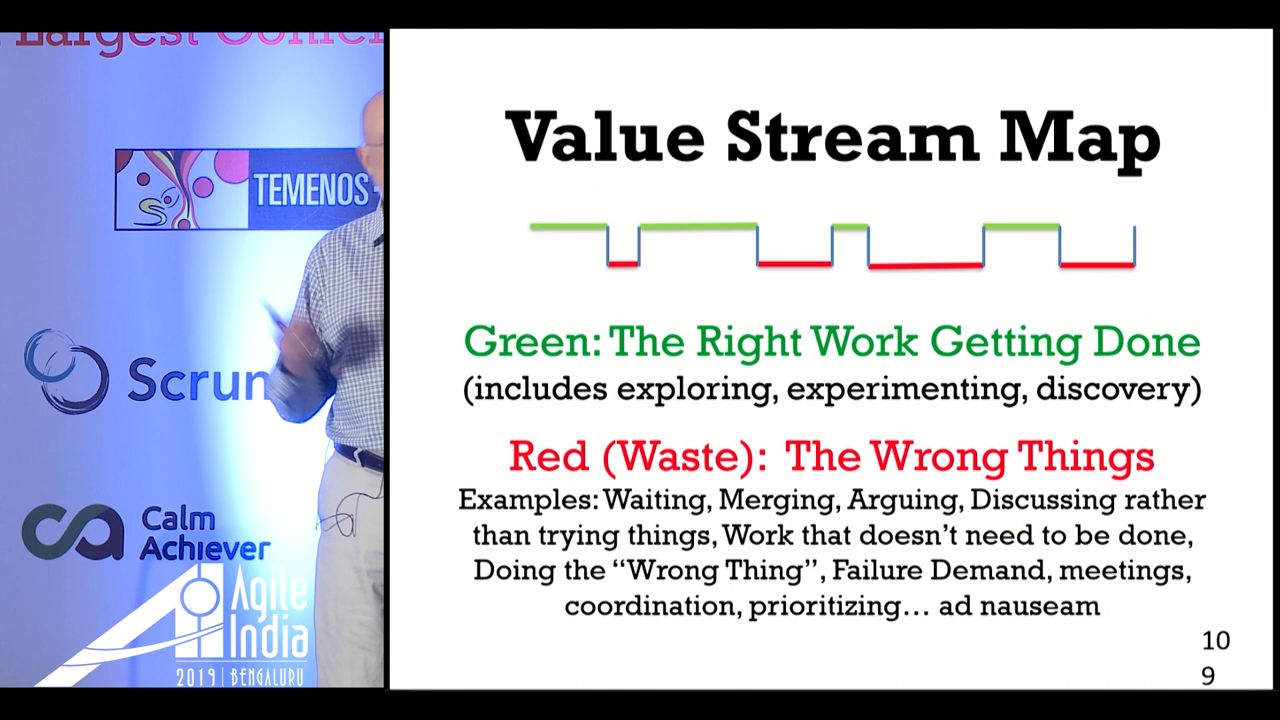 Largest
TEMENOS
Scrum
Calm
Achiever
Agile
India
2019 | BENGALURU
Value Stream Map
Green: The Right Work Getting Done
(includes exploring, experimenting, discovery)
Red (Waste): The Wrong Things
Examples: Waiting, Merging, Arguing, Discussing rather
than trying things, Work that doesn’t need to be done,
Doing the “Wrong Thing”, Failure Demand, meetings,
coordination, prioritizing… ad nauseam
10
9